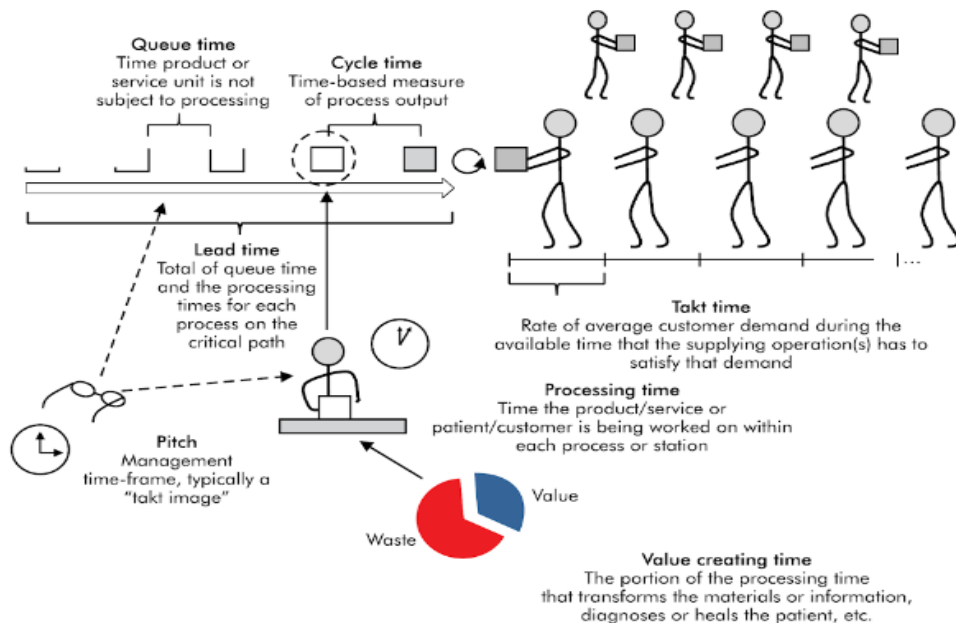 Queue time
Time product or
service unit is not
subject to processing
Cycle time
Time-based measure
of process output
Lead time
Total of queue time
and the processing
times for each
process on the
critical path
...
Takt time
Rate of average customer demand during the
available time that the supplying operation(s) has to
satisfy that demand
Processing time
Time the product/service or
patient/customer is being worked on within
each process or station
Pitch
Management
time-frame, typically a
“takt image”
Value
Waste
Value creating time
The portion of the processing time
that transforms the materials or information,
diagnoses or heals the patient, etc.